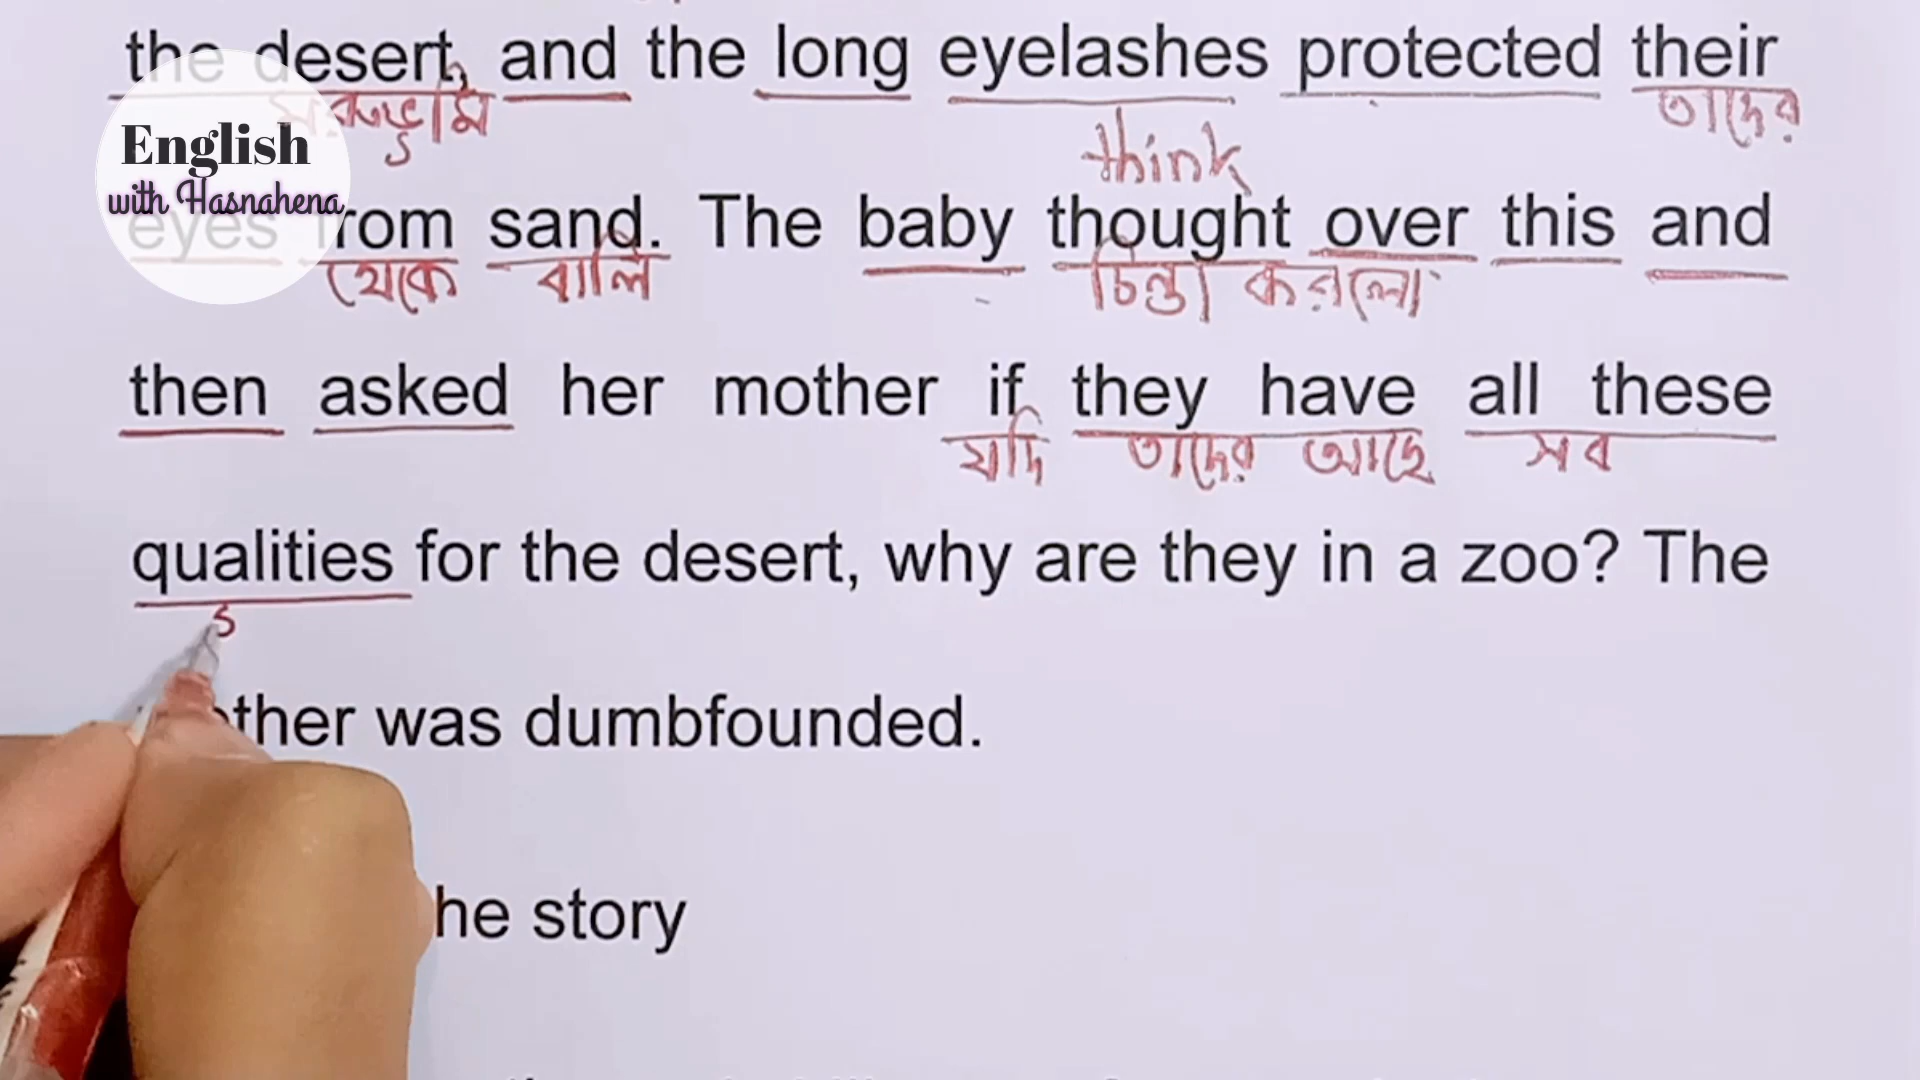 the desert, and the long eyelashes protected their
মরুভূমি তাদের
English
with Hasnahena
think
eyes from sand. The baby thought over this and
থেকে বালি চিন্তা করলো
then asked her mother if they have all these
যদি তাদের আছে সব
qualities for the desert, why are they in a zoo? The
ther was dumbfounded.
he story